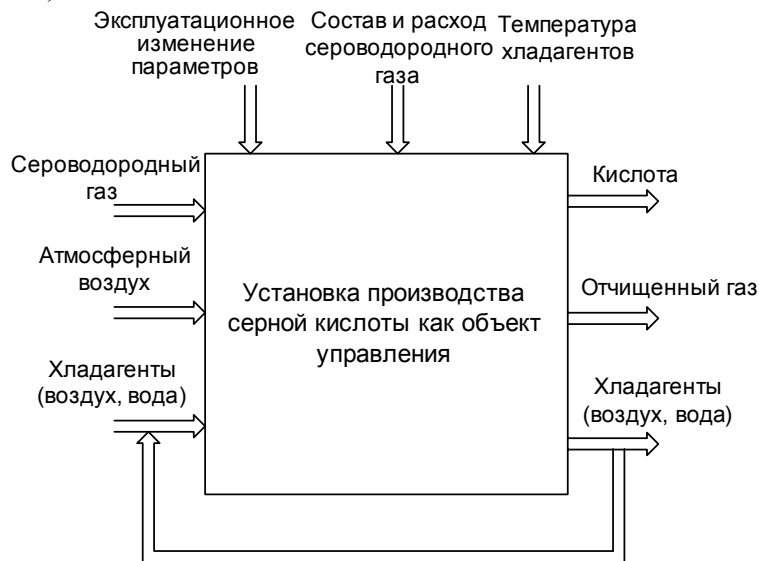 Эксплуатационное
изменение
параметров
Состав и расход
сероводородного
газа
Температура
хладагентов
Сероводородный
газ
Атмосферный
воздух
Хладагенты
(воздух, вода)
Установка производства
серной кислоты как объект
управления
Кислота
Отчищенный газ
Хладагенты
(воздух, вода)